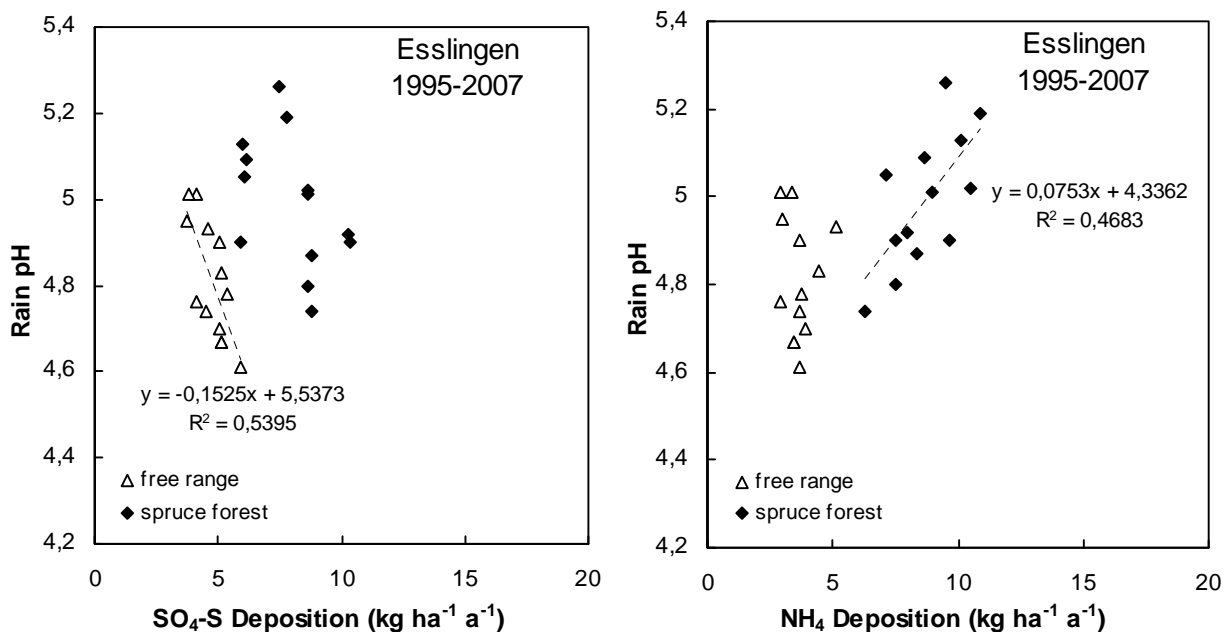 5,4
5,2
5
4,8
4,6
4,4
4,2
Rain pH
Esslingen
1995-2007
y = -0,1525x + 5,5373
R² = 0,5395
free range
spruce forest
0 5 10 15 20
SO₄-S Deposition (kg ha⁻¹ a⁻¹)
5,4
5,2
5
4,8
4,6
4,4
4,2
Rain pH
Esslingen
1995-2007
y = 0,0753x + 4,3362
R² = 0,4683
free range
spruce forest
0 5 10 15 20
NH₄ Deposition (kg ha⁻¹ a⁻¹)